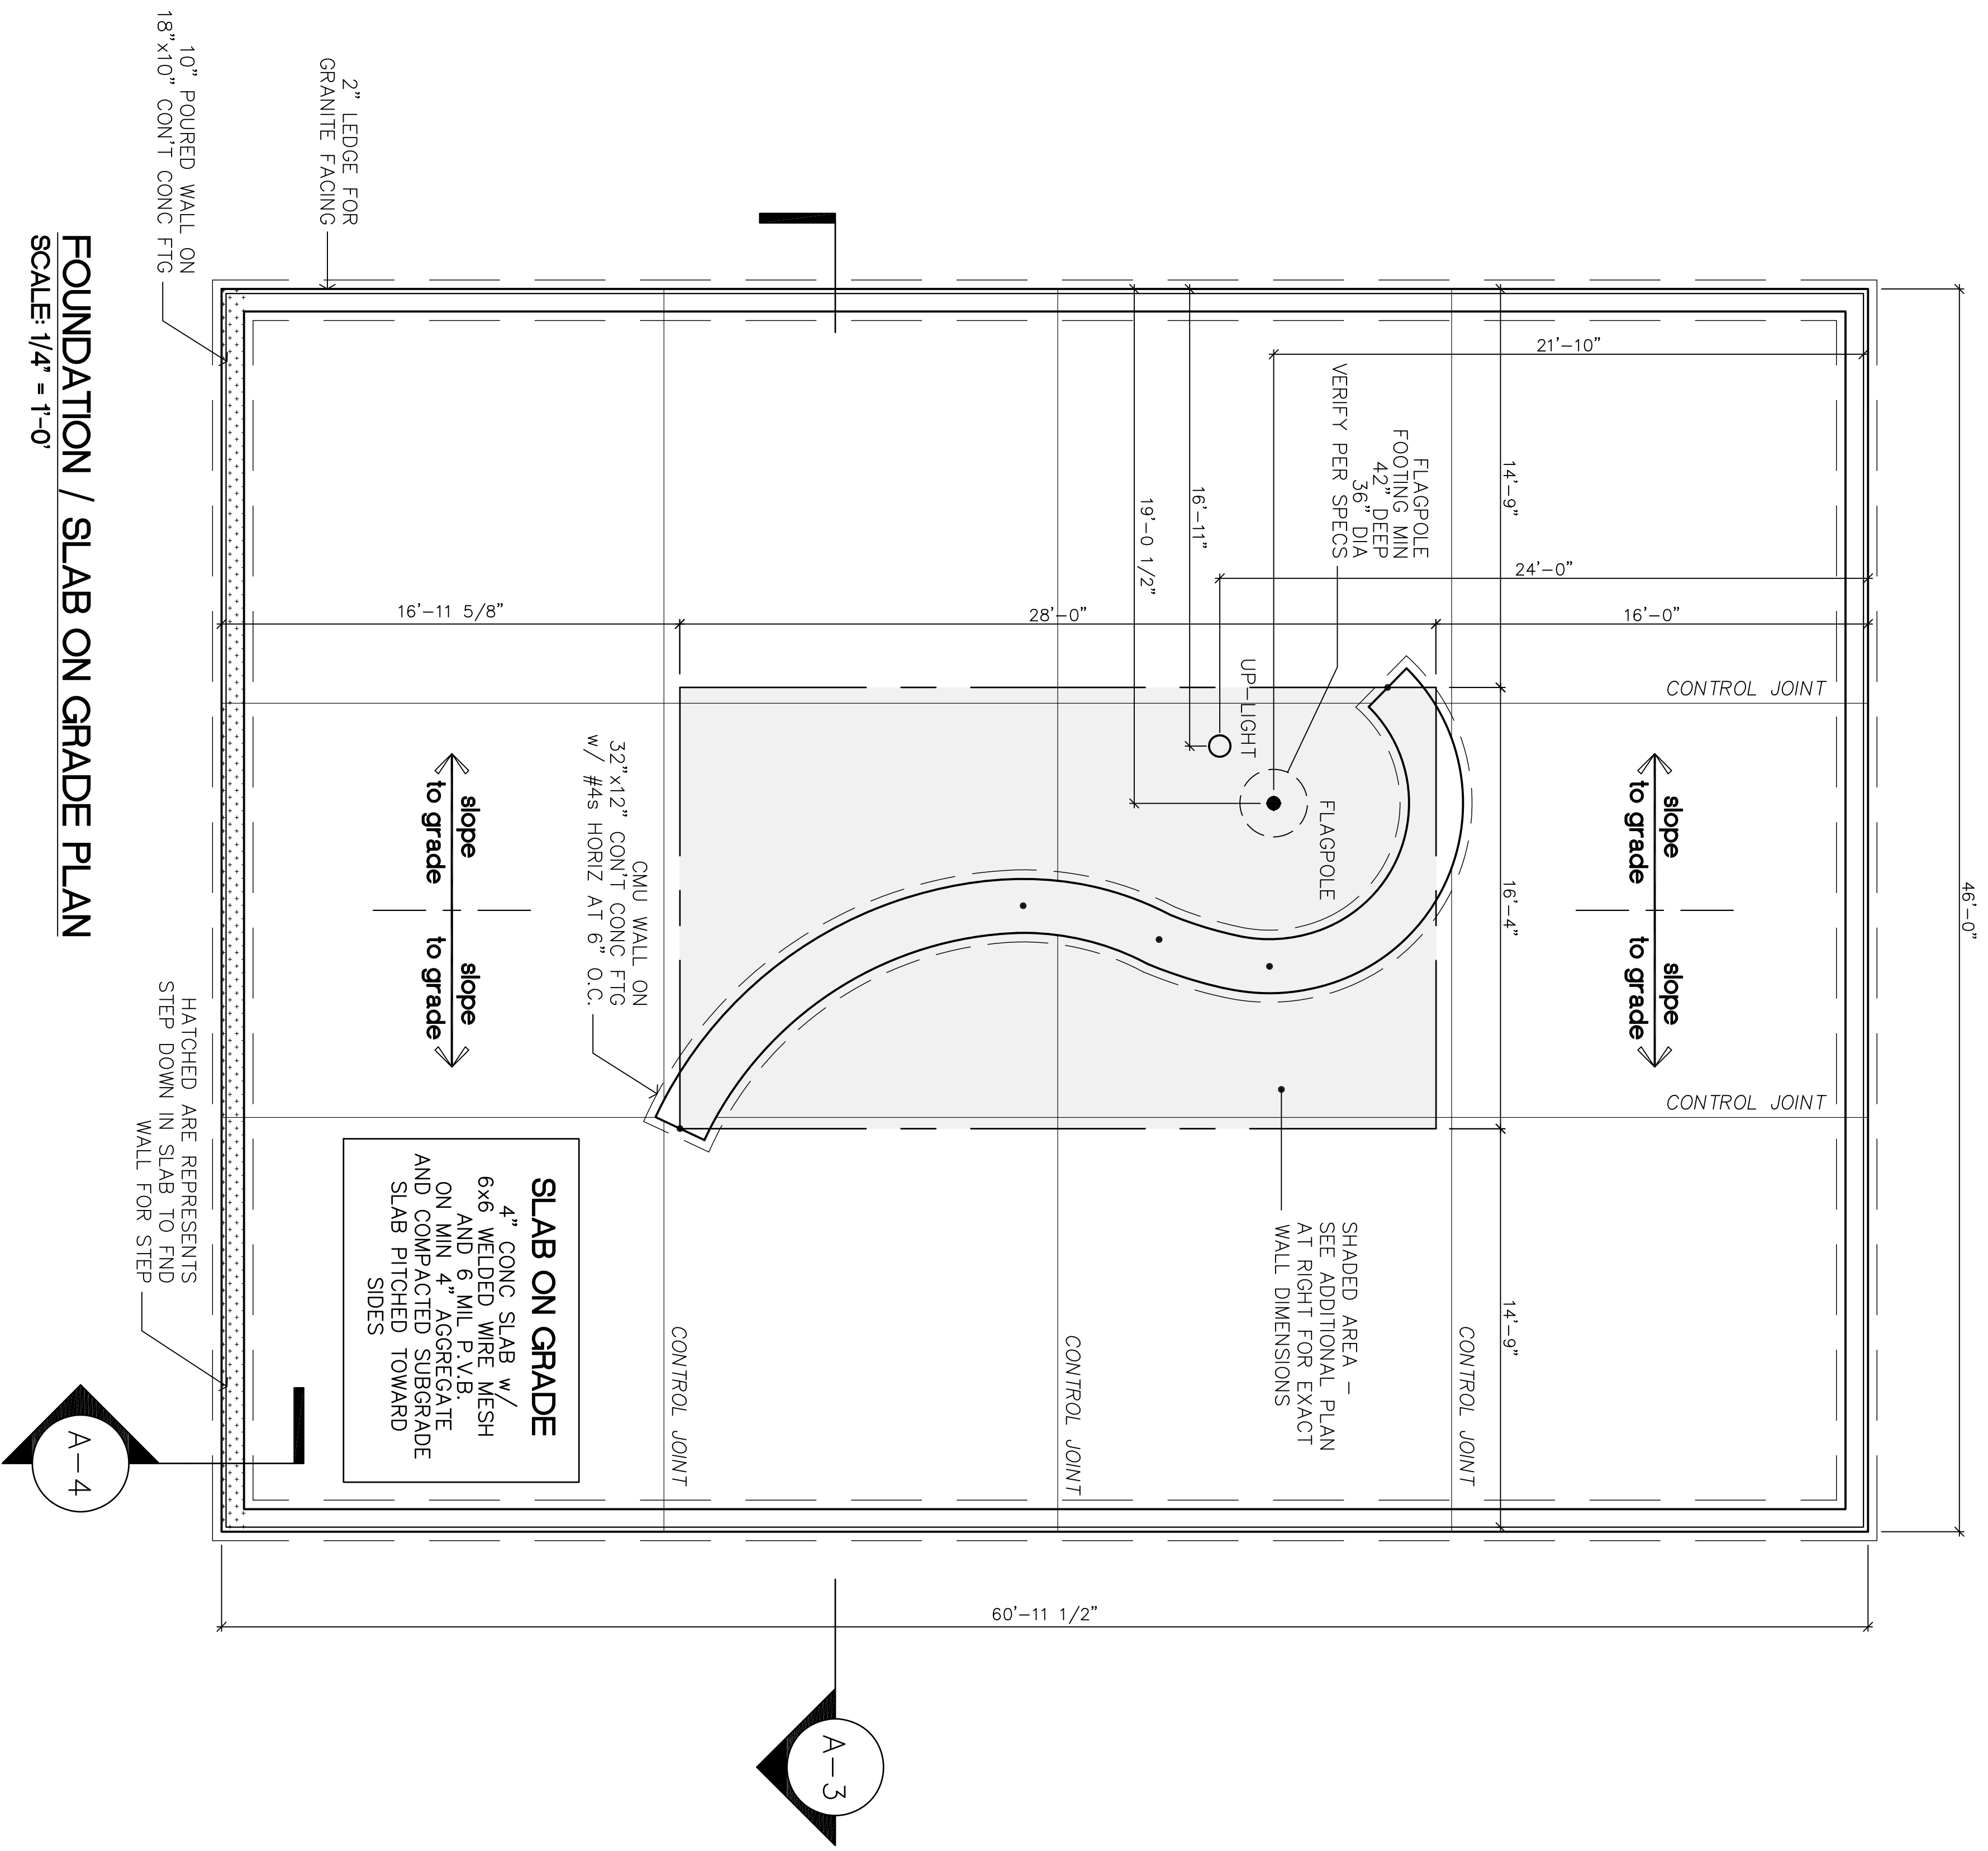 46'-0"
21'-10"
24'-0"
16'-0"
28'-0"
16'-11 5/8"
14'-9"
16'-4"
14'-9"
16'-11"
19'-0 1/2"
60'-11 1/2"
CONTROL JOINT
CONTROL JOINT
slope
to grade
slope
to grade
CONTROL JOINT
CONTROL JOINT
CONTROL JOINT
FLAGPOLE
FOOTING MIN
42" DEEP
36" DIA
VERIFY PER SPECS
FLAGPOLE
UP-LIGHT
SHADED AREA -
SEE ADDITIONAL PLAN
AT RIGHT FOR EXACT
WALL DIMENSIONS
CMU WALL ON
32"x12" CON'T CONC FTG
w/ #4s HORIZ AT 6" O.C.
slope
to grade
slope
to grade
SLAB ON GRADE
4" CONC SLAB w/
6x6 WELDED WIRE MESH
AND 6 MIL P.V.B.
ON MIN 4" AGGREGATE
AND COMPACTED SUBGRADE
SLAB PITCHED TOWARD
SIDES
2" LEDGE FOR
GRANITE FACING
10" POURED WALL ON
18"x10" CON'T CONC FTG
HATCHED ARE REPRESENTS
STEP DOWN IN SLAB TO FND
WALL FOR STEP
A-3
A-4
FOUNDATION / SLAB ON GRADE PLAN
SCALE: 1/4" = 1'-0'